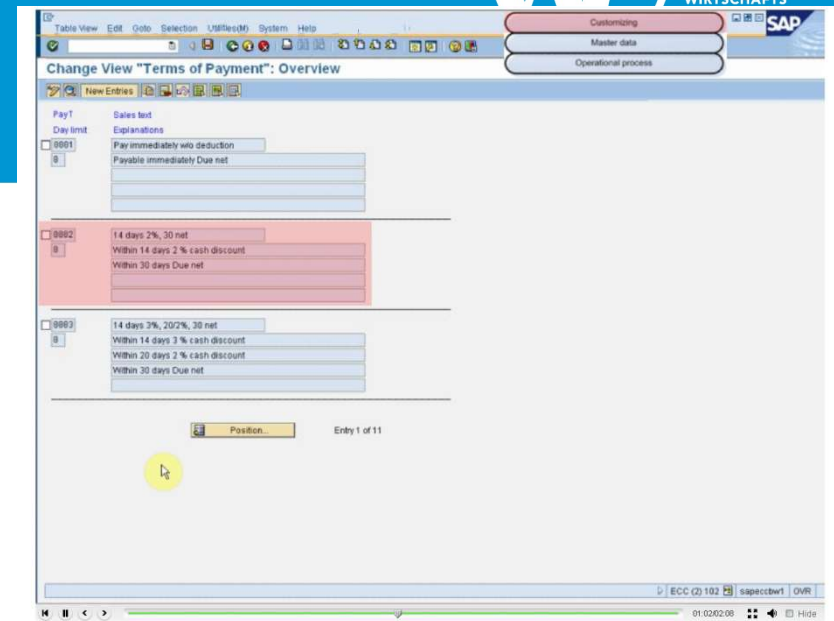 WIRTSCHAFTS
Table View Edit Goto Selection Utilities(M) System Help
Customizing
SAP
Master data
Operational process
Change View "Terms of Payment": Overview
New Entries
PayT Sales text
Day limit Explanations
0001 Pay immediately w/o deduction
0 Payable immediately Due net
0002 14 days 2%, 30 net
0 Within 14 days 2 % cash discount
Within 30 days Due net
0003 14 days 3%, 20/2%, 30 net
0 Within 14 days 3 % cash discount
Within 20 days 2 % cash discount
Within 30 days Due net
Position... Entry 1 of 11
ECC (2) 102 sapeccbw1 OVR
01:02/02:08 Hide